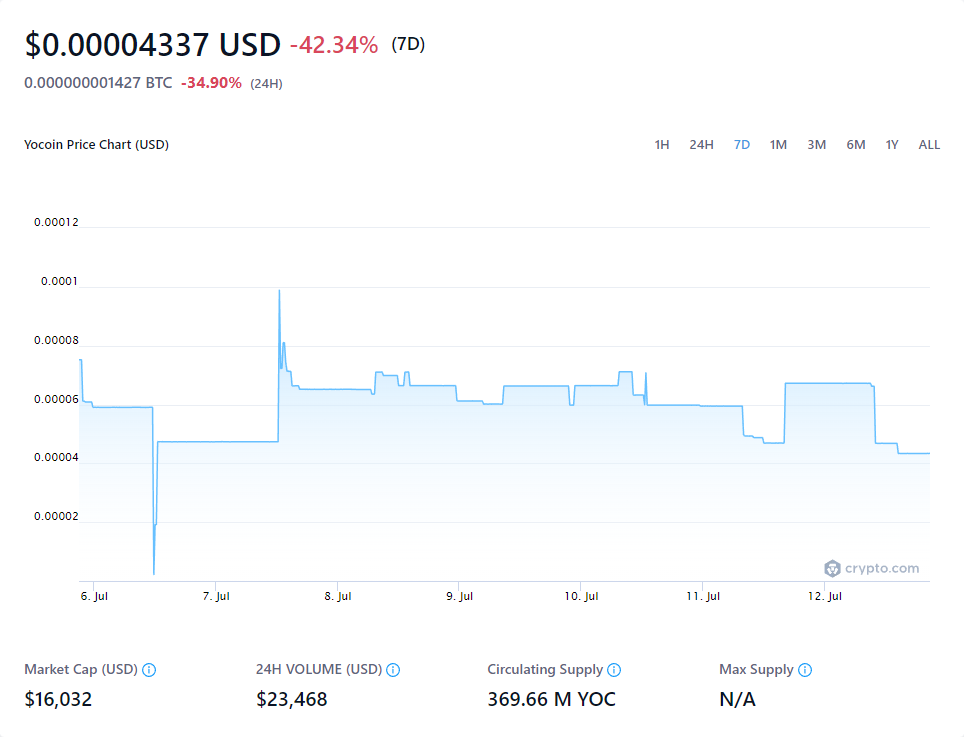 $0.00004337 USD -42.34% (7D)
0.000000001427 BTC -34.90% (24H)
Yocoin Price Chart (USD) 1H 24H 7D 1M 3M 6M 1Y ALL
0.00012
0.0001
0.00008
0.00006
0.00004
0.00002
crypto.com
6. Jul 7. Jul 8. Jul 9. Jul 10. Jul 11. Jul 12. Jul
Market Cap (USD) 24H VOLUME (USD) Circulating Supply Max Supply
$16,032 $23,468 369.66 M YOC N/A